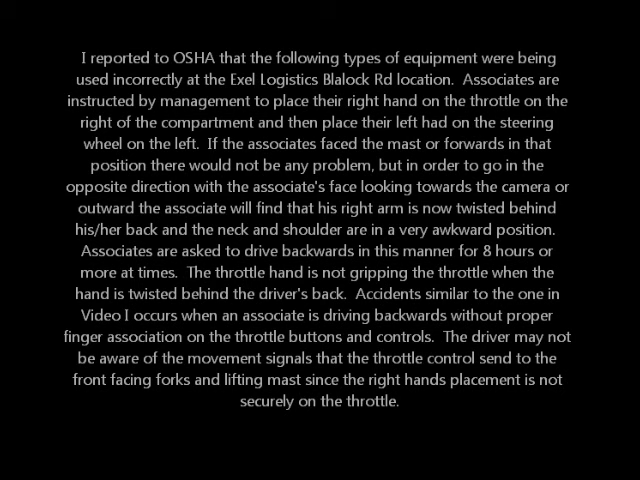 I reported to OSHA that the following types of equipment were being
used incorrectly at the Exel Logistics Blalock Rd location.  Associates are
instructed by management to place their right hand on the throttle on the
right of the compartment and then place their left had on the steering
wheel on the left.  If the associates faced the mast or forwards in that
position there would not be any problem, but in order to go in the
opposite direction with the associate's face looking towards the camera or
outward the associate will find that his right arm is now twisted behind
his/her back and the neck and shoulder are in a very awkward position.
Associates are asked to drive backwards in this manner for 8 hours or
more at times.  The throttle hand is not gripping the throttle when the
hand is twisted behind the driver's back.  Accidents similar to the one in
Video I occurs when an associate is driving backwards without proper
finger association on the throttle buttons and controls.  The driver may not
be aware of the movement signals that the throttle control send to the
front facing forks and lifting mast since the right hands placement is not
securely on the throttle.